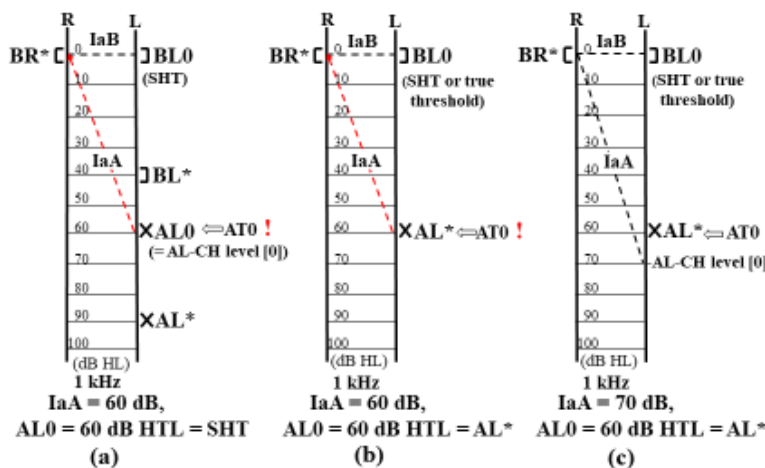 R L
IaB
BR* 0 BL0
(SHT)
10
20
30
IaA
40 BL*
50
60 AL0 ⇐AT0 !
(= AL-CH level [0])
70
80
90 AL*
100
(dB HL)
1 kHz
IaA = 60 dB,
AL0 = 60 dB HTL = SHT
(a)
R L
IaB
BR* 0 BL0
(SHT or true
threshold)
10
20
30
IaA
40
50
60 AL*⇐AT0 !
70
80
90
100
(dB HL)
1 kHz
IaA = 60 dB,
AL0 = 60 dB HTL = AL*
(b)
R L
IaB
BR* 0 BL0
(SHT or true
threshold)
10
20
30
IaA
40
50
60 AL*⇐AT0
70 AL-CH level [0]
80
90
100
(dB HL)
1 kHz
IaA = 70 dB,
AL0 = 60 dB HTL = AL*
(c)